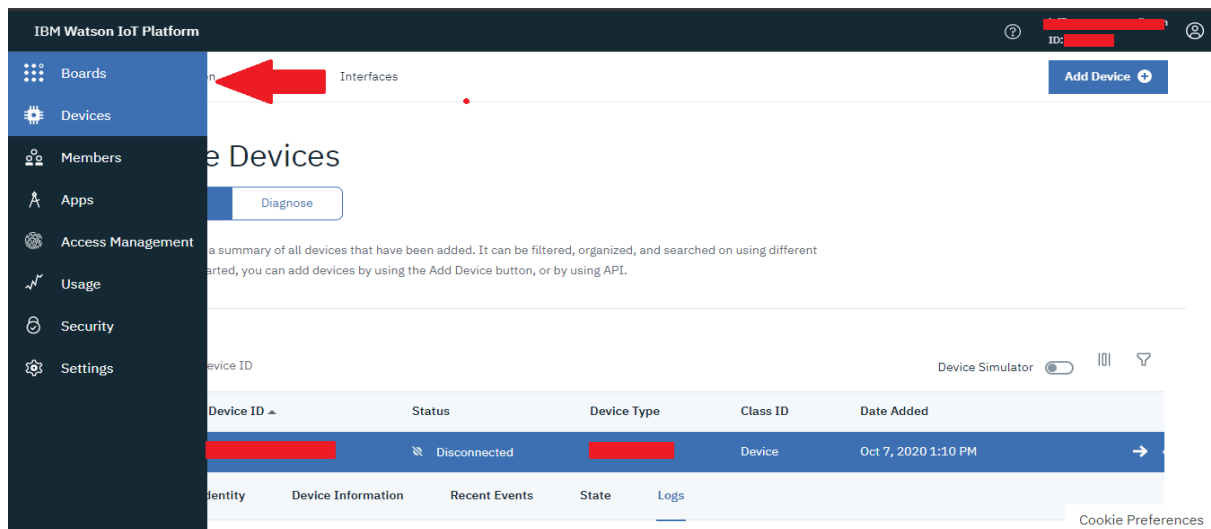 IBM Watson IoT Platform
ID:
Boards
Interfaces
Add Device
Devices
Members
e Devices
Apps
Diagnose
Access Management
a summary of all devices that have been added. It can be filtered, organized, and searched on using different
arted, you can add devices by using the Add Device button, or by using API.
Usage
Security
Settings
evice ID
Device Simulator
Device ID
Status
Device Type
Class ID
Date Added
Disconnected
Device
Oct 7, 2020 1:10 PM
dentity
Device Information
Recent Events
State
Logs
Cookie Preferences